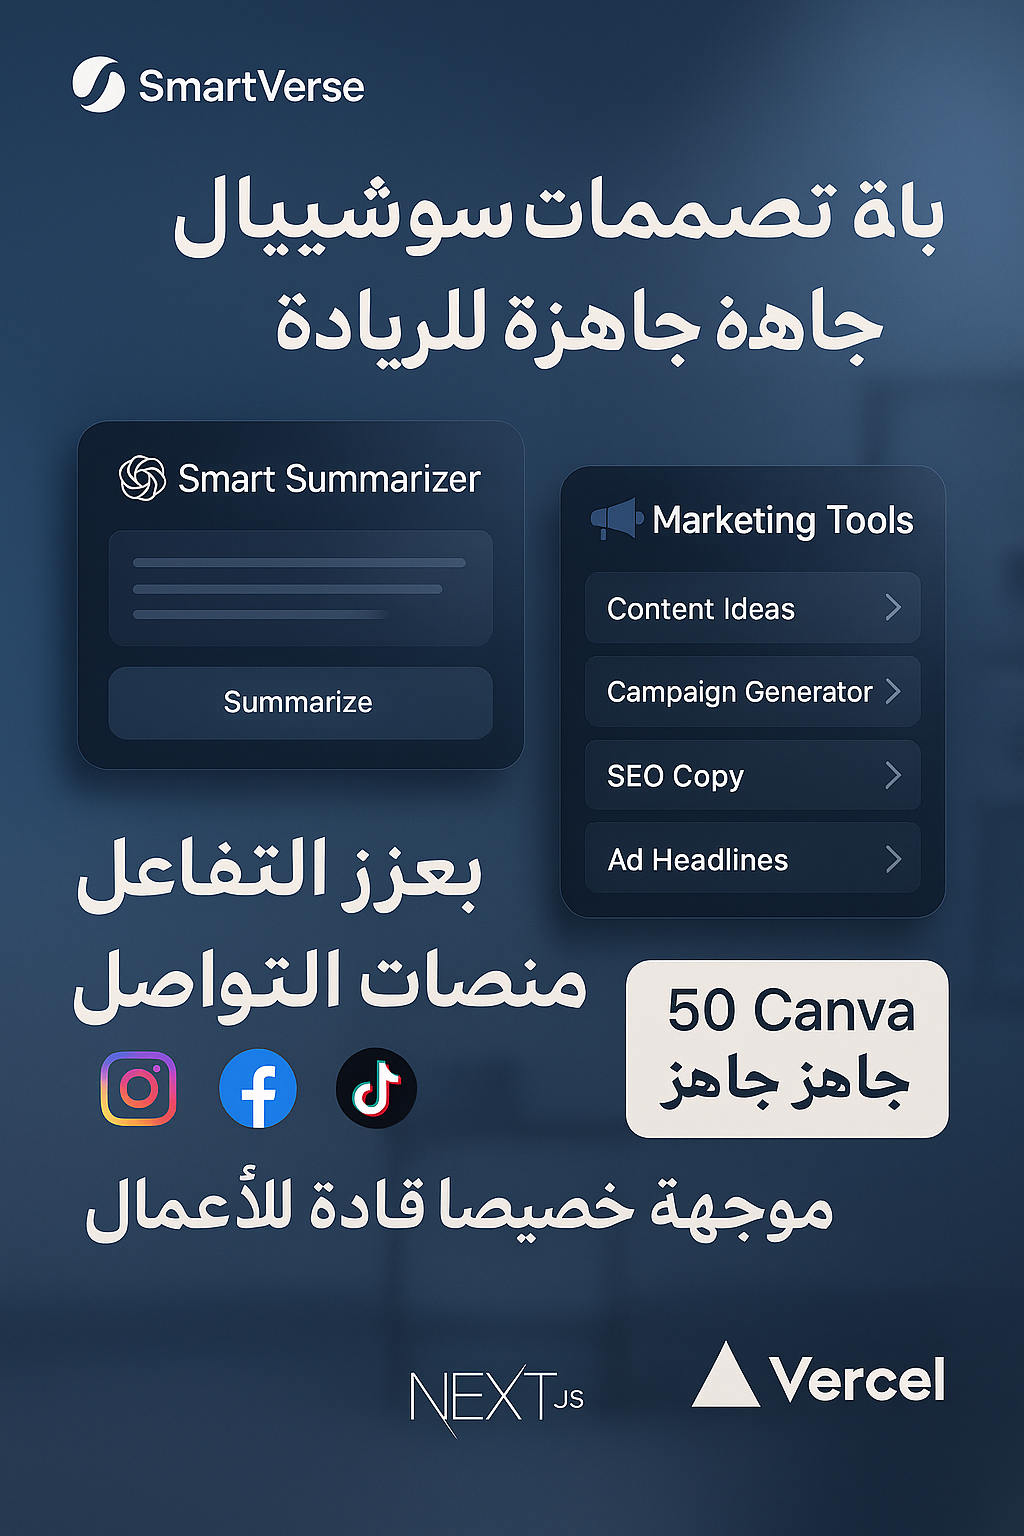 SmartVerse
باة تصممات سوشييال
جاهة جاهزة للريادة
Smart Summarizer
Summarize
Marketing Tools
Content Ideas
Campaign Generator
SEO Copy
Ad Headlines
بعزز التفاعل
منصات التواصل
50 Canva
جاهز جاهز
موجهة خصيصا قادة للأعمال
NEXT.JS
Vercel